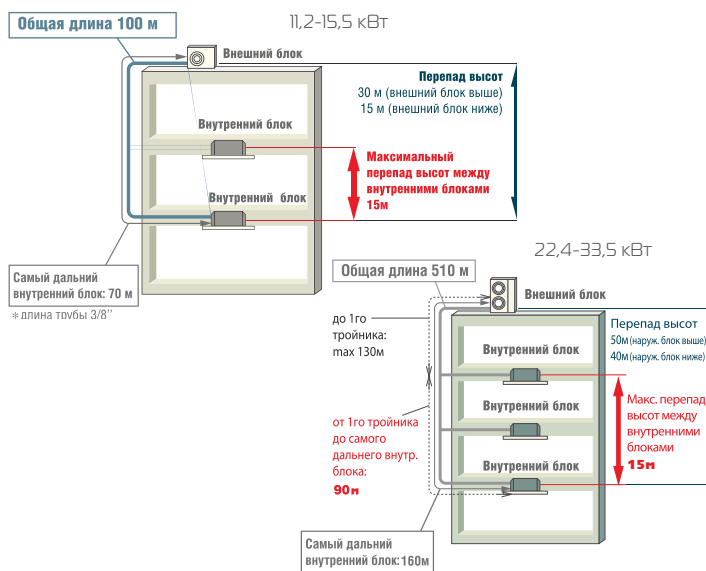 11,2-15,5 кВт
Общая длина 100 м
Внешний блок
Перепад высот
30 м (внешний блок выше)
15 м (внешний блок ниже)
Внутренний блок
Максимальный
перепад высот между
внутренними блоками
15м
Внутренний блок
Самый дальний
внутренний блок: 70 м
* длина трубы 3/8’’
22,4-33,5 кВт
Общая длина 510 м
Внешний блок
до 1го
тройника:
max 130м
Перепад высот
50м (наруж. блок выше)
40м (наруж. блок ниже)
Внутренний блок
Макс. перепад
высот между
внутренними
блоками
15м
Внутренний блок
от 1го тройника
до самого
дальнего внутр.
блока:
90м
Внутренний блок
Самый дальний
внутренний блок: 160м